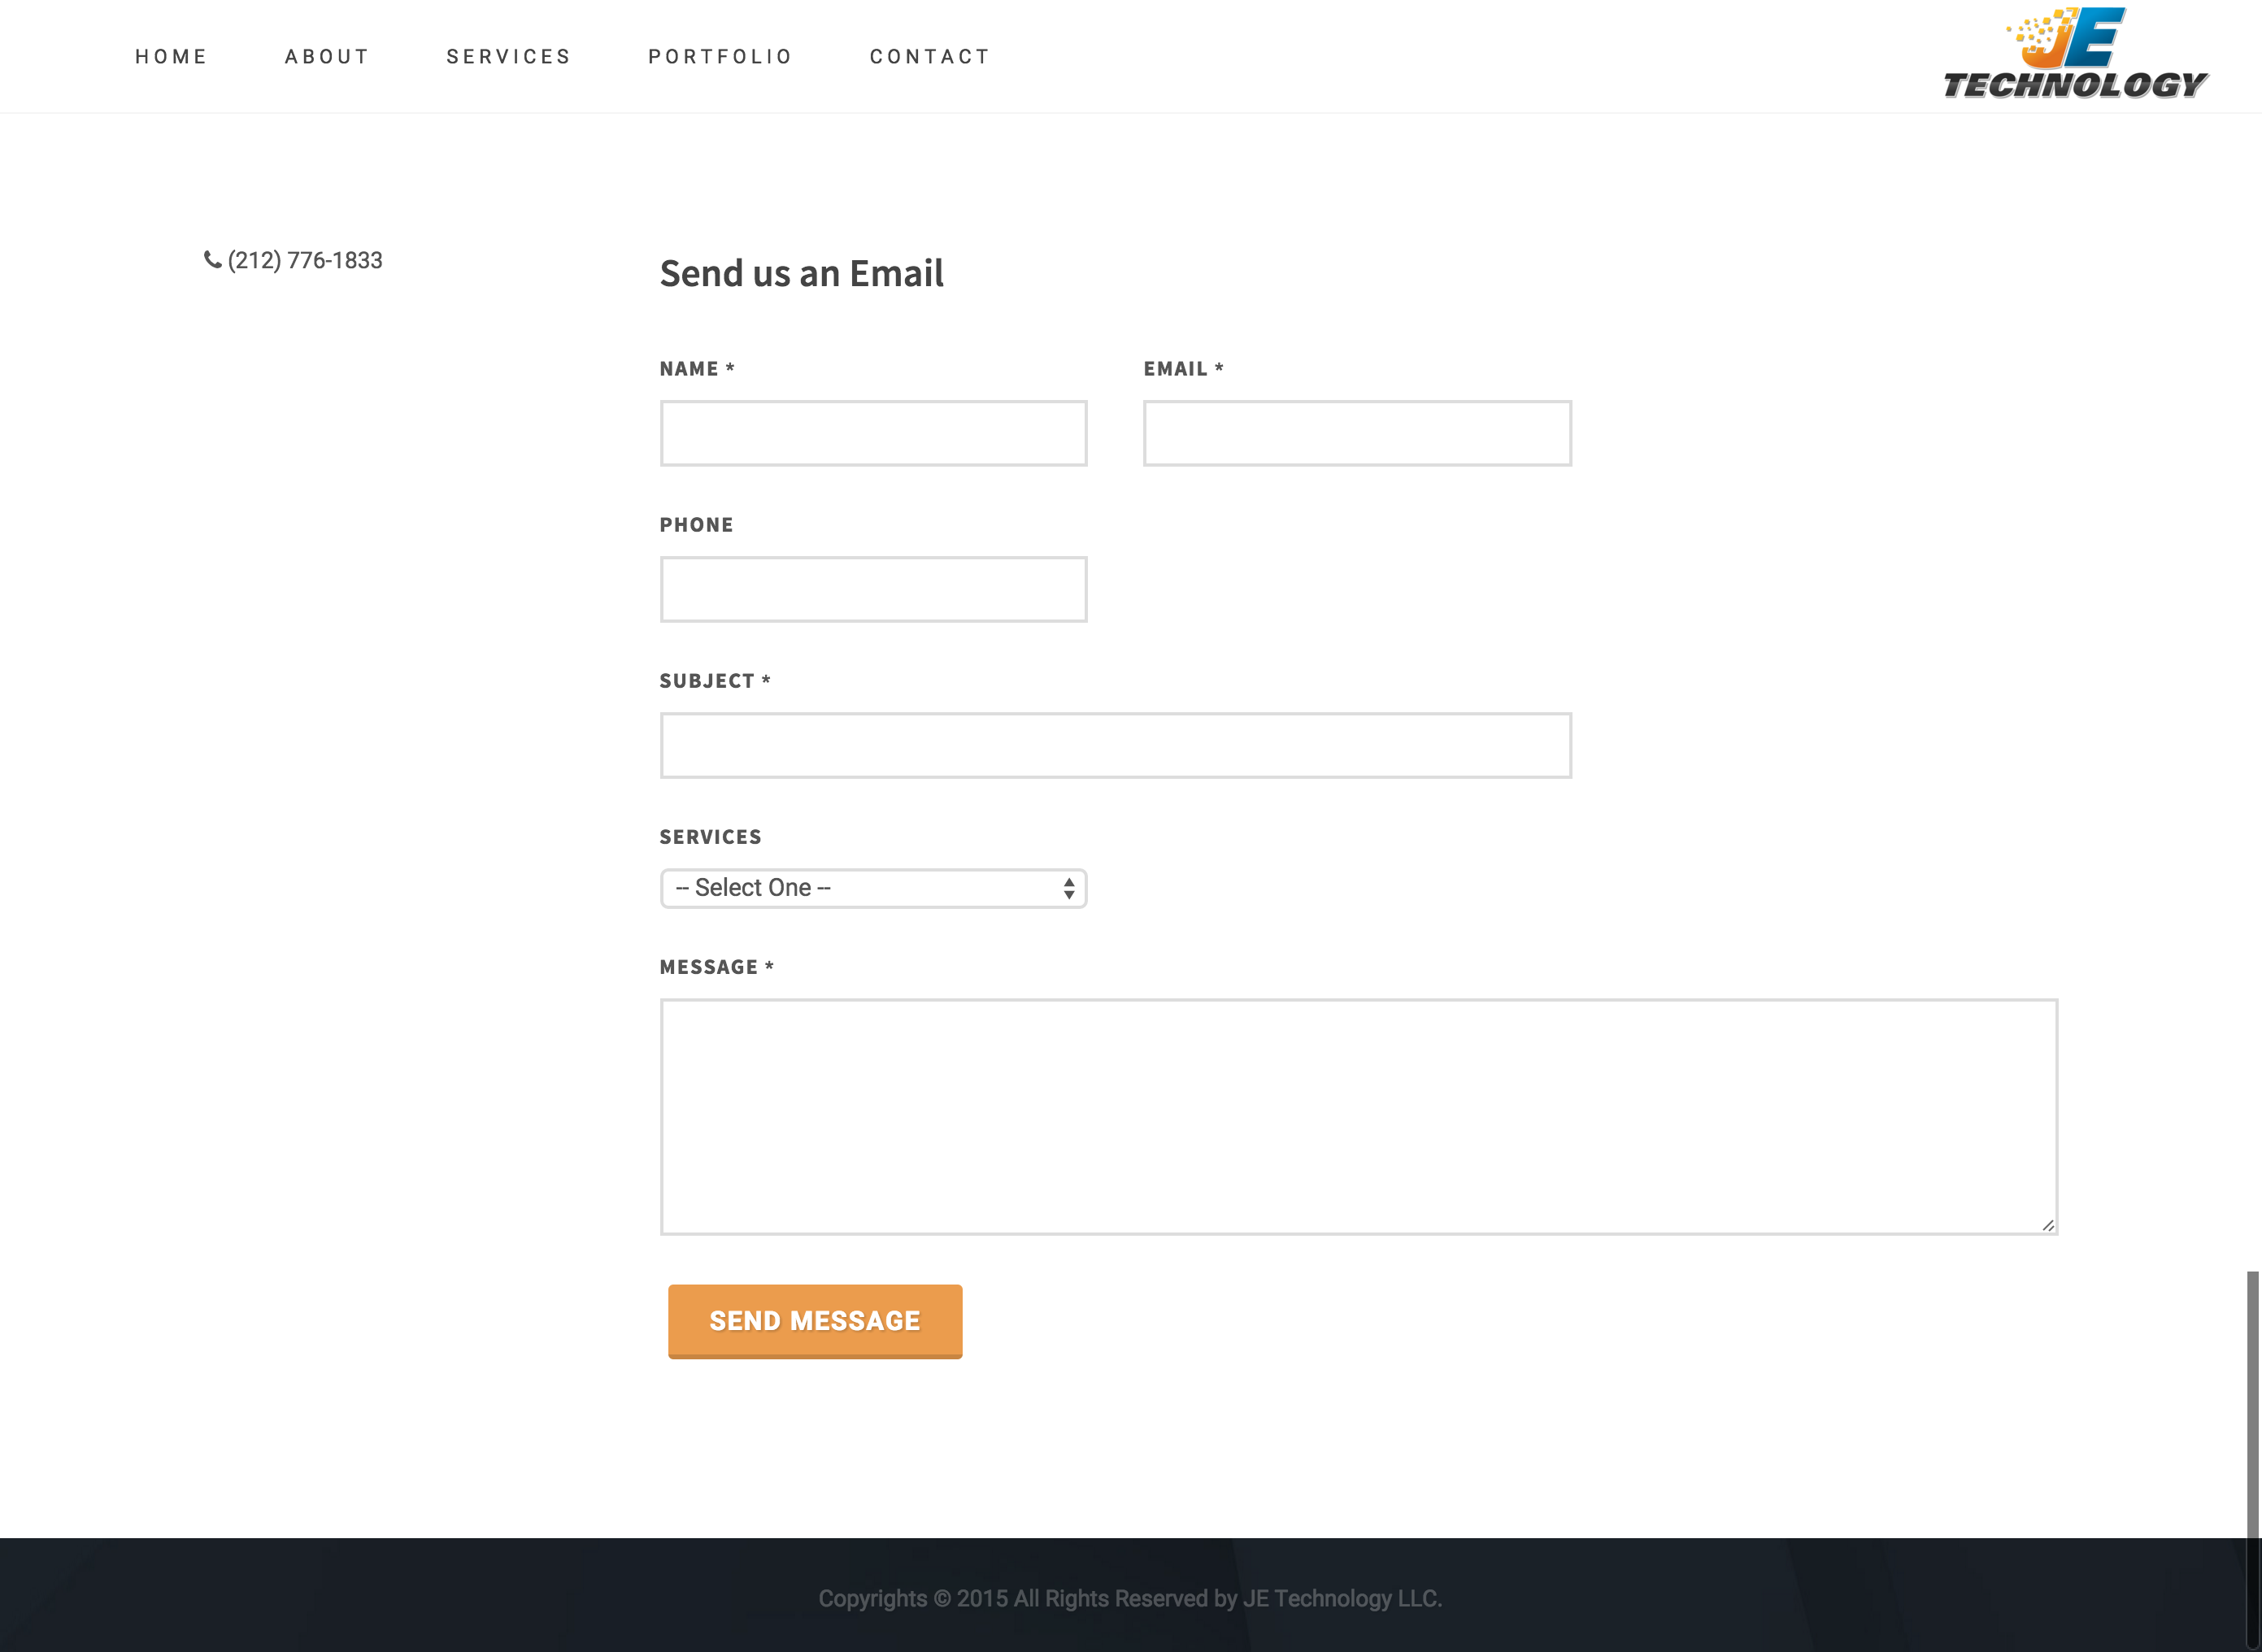 HOME ABOUT SERVICES PORTFOLIO CONTACT
JE
TECHNOLOGY
(212) 776-1833
Send us an Email
NAME * EMAIL *
PHONE
SUBJECT *
SERVICES
-- Select One --
MESSAGE *
SEND MESSAGE
Copyrights © 2015 All Rights Reserved by JE Technology LLC.